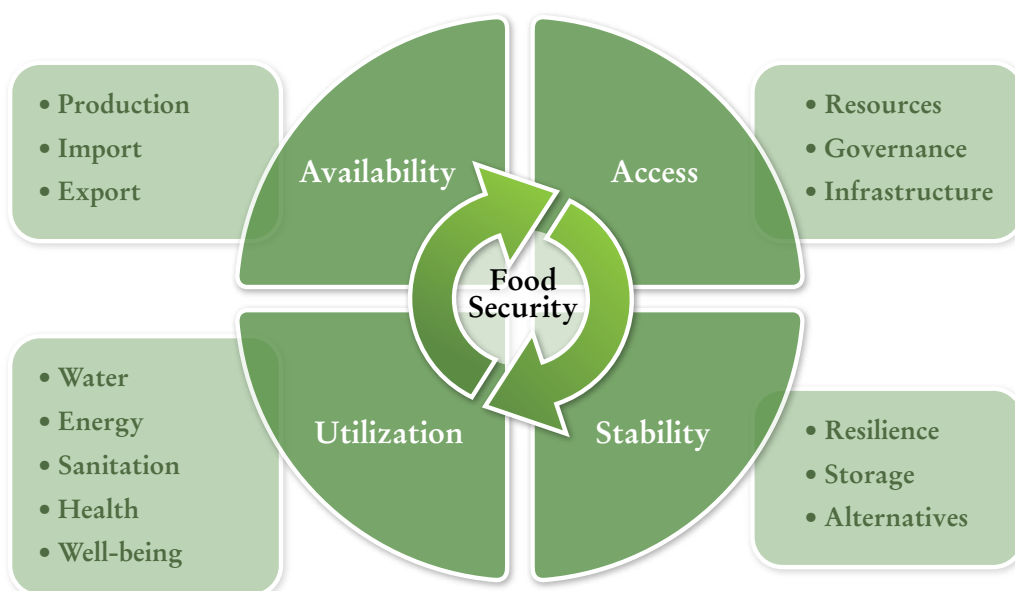 • Production
• Import
• Export
Availability
Access
• Resources
• Governance
• Infrastructure
Food
Security
• Water
• Energy
• Sanitation
• Health
• Well-being
Utilization
Stability
• Resilience
• Storage
• Alternatives